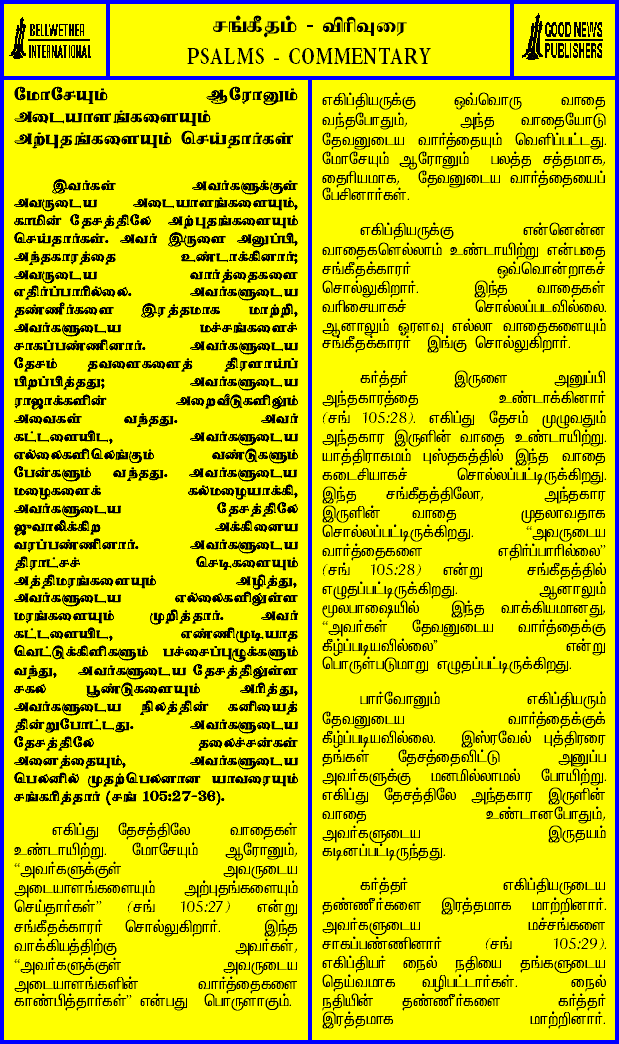 BELLWETHER
INTERNATIONAL
சங்கீதம் - விரிவுரை
PSALMS - COMMENTARY
GOOD NEWS
PUBLISHERS
மோசேயும் ஆரோனும்
அடையாளங்களையும்
அற்புதங்களையும் செய்தார்கள்
இவர்கள் அவர்களுக்குள்
அவருடைய அடையாளங்களையும்,
காமின் தேசத்திலே அற்புதங்களையும்
செய்தார்கள். அவர் இருளை அனுப்பி,
அந்தகாரத்தை உண்டாக்கினார்;
அவருடைய வார்த்தைகளை
எதிர்ப்பாரில்லை. அவர்களுடைய
தண்ணீர்களை இரத்தமாக மாற்றி,
அவர்களுடைய மச்சங்களைச்
சாகப்பண்ணினார். அவர்களுடைய
தேசம் தவளைகளைத் திரளாய்ப்
பிறப்பித்தது; அவர்களுடைய
ராஜாக்களின் அறைவீடுகளிலும்
அவைகள் வந்தது. அவர்
கட்டளையிட, அவர்களுடைய
எல்லைகளிலெங்கும் வண்டுகளும்
பேன்களும் வந்தது. அவர்களுடைய
மழைகளைக் கல்மழையாக்கி,
அவர்களுடைய தேசத்திலே
ஜுவாலிக்கிற அக்கினைய
வரப்பண்ணினார். அவர்களுடைய
திராட்சச் செடிகளையும்
அத்திமரங்களையும் அழித்து,
அவர்களுடைய எல்லைகளிலுள்ள
மரங்களையும் முறித்தார். அவர்
கட்டளையிட, எண்ணிமுடியாத
வெட்டுக்கிளிகளும் பச்சைப்புழுக்களும்
வந்து, அவர்களுடைய தேசத்திலுள்ள
சகல பூண்டுகளையும் அரித்து,
அவர்களுடைய நிலத்தின் கனியைத்
தின்றுபோட்டது. அவர்களுடைய
தேசத்திலே தலைச்சன்கள்
அனைத்தையும், அவர்களுடைய
பெலனில் முதற்பெலனான யாவரையும்
சங்கரித்தார் (சங் 105:27-36).
எகிப்து தேசத்திலே வாதைகள்
உண்டாயிற்று. மோசேயும் ஆரோனும்,
“அவர்களுக்குள் அவருடைய
அடையாளங்களையும் அற்புதங்களையும்
செய்தார்கள்” (சங் 105:27) என்று
சங்கீதக்காரர் சொல்லுகிறார். இந்த
வாக்கியத்திற்கு அவர்கள்,
“அவர்களுக்குள் அவருடைய
அடையாளங்களின் வார்த்தைகளை
காண்பித்தார்கள்” என்பது பொருளாகும்.
எகிப்தியருக்கு ஒவ்வொரு வாதை
வந்தபோதும், அந்த வாதையோடு
தேவனுடைய வார்த்தையும் வெளிப்பட்டது.
மோசேயும் ஆரோனும் பலத்த சத்தமாக,
தைரியமாக, தேவனுடைய வார்த்தையைப்
பேசினார்கள்.
எகிப்தியருக்கு என்னென்ன
வாதைகளெல்லாம் உண்டாயிற்று என்பதை
சங்கீதக்காரர் ஒவ்வொன்றாகச்
சொல்லுகிறார். இந்த வாதைகள்
வரிசையாகச் சொல்லப்படவில்லை.
ஆனாலும் ஓரளவு எல்லா வாதைகளையும்
சங்கீதக்காரர் இங்கு சொல்லுகிறார்.
கர்த்தர் இருளை அனுப்பி
அந்தகாரத்தை உண்டாக்கினார்
(சங் 105:28). எகிப்து தேசம் முழுவதும்
அந்தகார இருளின் வாதை உண்டாயிற்று.
யாத்திராகமம் புஸ்தகத்தில் இந்த வாதை
கடைசியாகச் சொல்லப்பட்டிருக்கிறது.
இந்த சங்கீதத்திலோ, அந்தகார
இருளின் வாதை முதலாவதாக
சொல்லப்பட்டிருக்கிறது. “அவருடைய
வார்த்தைகளை எதிர்ப்பாரில்லை”
(சங் 105:28) என்று சங்கீதத்தில்
எழுதப்பட்டிருக்கிறது. ஆனாலும்
மூலபாஷையில் இந்த வாக்கியமானது,
“அவர்கள் தேவனுடைய வார்த்தைக்கு
கீழ்ப்படியவில்லை” என்று
பொருள்படுமாறு எழுதப்பட்டிருக்கிறது.
பார்வோனும் எகிப்தியரும்
தேவனுடைய வார்த்தைக்குக்
கீழ்ப்படியவில்லை. இஸ்ரவேல் புத்திரரை
தங்கள் தேசத்தைவிட்டு அனுப்ப
அவர்களுக்கு மனமில்லாமல் போயிற்று.
எகிப்து தேசத்திலே அந்தகார இருளின்
வாதை உண்டானபோதும்,
அவர்களுடைய இருதயம்
கடினப்பட்டிருந்தது.
கர்த்தர் எகிப்தியருடைய
தண்ணீர்களை இரத்தமாக மாற்றினார்.
அவர்களுடைய மச்சங்களை
சாகப்பண்ணினார் (சங் 105:29).
எகிப்தியர் நைல் நதியை தங்களுடைய
தெய்வமாக வழிபட்டார்கள். நைல்
நதியின் தண்ணீர்களை கர்த்தர்
இரத்தமாக மாற்றினார்.